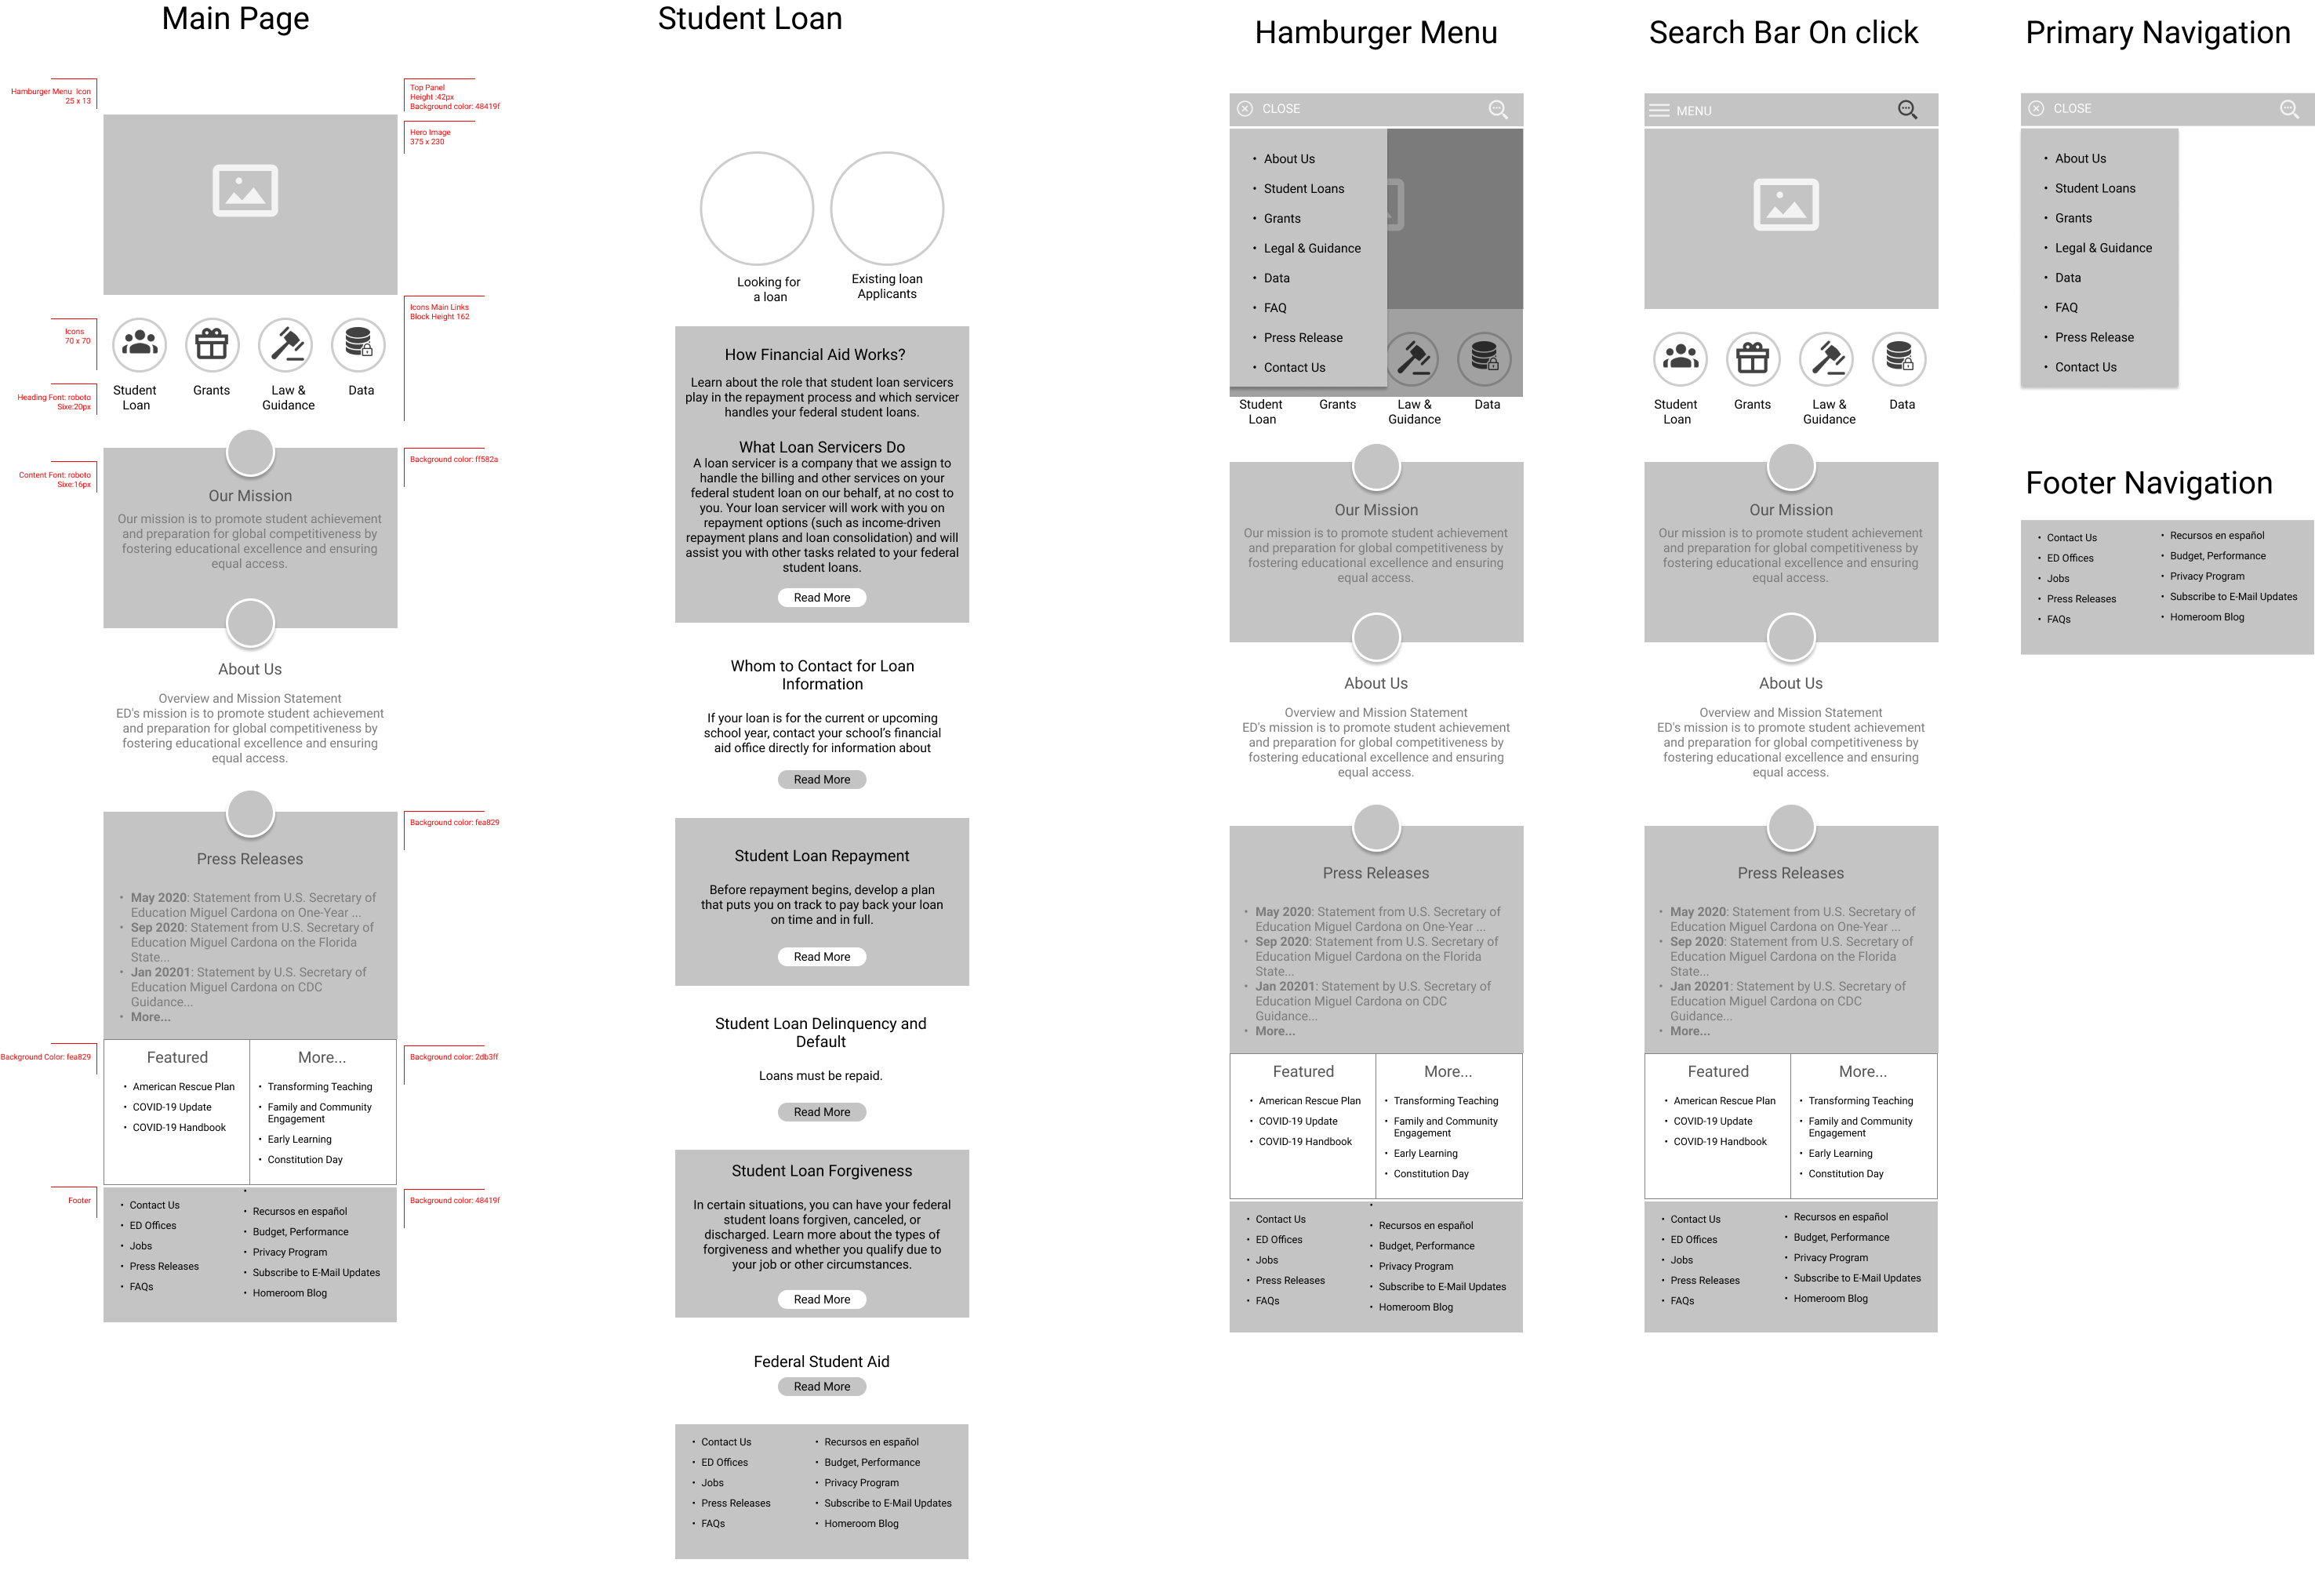 Main Page
Hamburger Menu Icon
25 x 13
Top Panel
Height :42px
Background color: 48419f
Hero Image
375 x 230
Icons Main Links
Block Height 162
Icons
70 x 70
Student
Loan
Grants
Law &
Guidance
Data
Heading Font: roboto
Sixe:20px
Content Font: roboto
Sixe:16px
Background color: ff582a
Our Mission
Our mission is to promote student achievement
and preparation for global competitiveness by
fostering educational excellence and ensuring
equal access.
About Us
Overview and Mission Statement
ED's mission is to promote student achievement
and preparation for global competitiveness by
fostering educational excellence and ensuring
equal access.
Background color: fea829
Press Releases
• May 2020: Statement from U.S. Secretary of
Education Miguel Cardona on One-Year ...
• Sep 2020: Statement from U.S. Secretary of
Education Miguel Cardona on the Florida
State...
• Jan 20201: Statement by U.S. Secretary of
Education Miguel Cardona on CDC
Guidance...
• More...
Background Color: fea829
Background color: 2db3ff
Featured
• American Rescue Plan
• COVID-19 Update
• COVID-19 Handbook
More...
• Transforming Teaching
• Family and Community
Engagement
• Early Learning
• Constitution Day
Footer
Background color: 48419f
• Contact Us
• ED Offices
• Jobs
• Press Releases
• FAQs
•
• Recursos en español
• Budget, Performance
• Privacy Program
• Subscribe to E-Mail Updates
• Homeroom Blog
Student Loan
Looking for
a loan
Existing loan
Applicants
How Financial Aid Works?
Learn about the role that student loan servicers
play in the repayment process and which servicer
handles your federal student loans.
What Loan Servicers Do
A loan servicer is a company that we assign to
handle the billing and other services on your
federal student loan on our behalf, at no cost to
you. Your loan servicer will work with you on
repayment options (such as income-driven
repayment plans and loan consolidation) and will
assist you with other tasks related to your federal
student loans.
Read More
Whom to Contact for Loan
Information
If your loan is for the current or upcoming
school year, contact your school's financial
aid office directly for information about
Read More
Student Loan Repayment
Before repayment begins, develop a plan
that puts you on track to pay back your loan
on time and in full.
Read More
Student Loan Delinquency and
Default
Loans must be repaid.
Read More
Student Loan Forgiveness
In certain situations, you can have your federal
student loans forgiven, canceled, or
discharged. Learn more about the types of
forgiveness and whether you qualify due to
your job or other circumstances.
Read More
Federal Student Aid
Read More
• Contact Us
• ED Offices
• Jobs
• Press Releases
• FAQs
• Recursos en español
• Budget, Performance
• Privacy Program
• Subscribe to E-Mail Updates
• Homeroom Blog
Hamburger Menu
CLOSE
• About Us
• Student Loans
• Grants
• Legal & Guidance
• Data
• FAQ
• Press Release
• Contact Us
Student
Loan
Grants
Law &
Guidance
Data
Our Mission
Our mission is to promote student achievement
and preparation for global competitiveness by
fostering educational excellence and ensuring
equal access.
About Us
Overview and Mission Statement
ED's mission is to promote student achievement
and preparation for global competitiveness by
fostering educational excellence and ensuring
equal access.
Press Releases
• May 2020: Statement from U.S. Secretary of
Education Miguel Cardona on One-Year ...
• Sep 2020: Statement from U.S. Secretary of
Education Miguel Cardona on the Florida
State...
• Jan 20201: Statement by U.S. Secretary of
Education Miguel Cardona on CDC
Guidance...
• More...
Featured
• American Rescue Plan
• COVID-19 Update
• COVID-19 Handbook
More...
• Transforming Teaching
• Family and Community
Engagement
• Early Learning
• Constitution Day
• Contact Us
• ED Offices
• Jobs
• Press Releases
• FAQs
•
• Recursos en español
• Budget, Performance
• Privacy Program
• Subscribe to E-Mail Updates
• Homeroom Blog
Search Bar On click
MENU
Student
Loan
Grants
Law &
Guidance
Data
Our Mission
Our mission is to promote student achievement
and preparation for global competitiveness by
fostering educational excellence and ensuring
equal access.
About Us
Overview and Mission Statement
ED's mission is to promote student achievement
and preparation for global competitiveness by
fostering educational excellence and ensuring
equal access.
Press Releases
• May 2020: Statement from U.S. Secretary of
Education Miguel Cardona on One-Year ...
• Sep 2020: Statement from U.S. Secretary of
Education Miguel Cardona on the Florida
State...
• Jan 20201: Statement by U.S. Secretary of
Education Miguel Cardona on CDC
Guidance...
• More...
Featured
• American Rescue Plan
• COVID-19 Update
• COVID-19 Handbook
More...
• Transforming Teaching
• Family and Community
Engagement
• Early Learning
• Constitution Day
• Contact Us
• ED Offices
• Jobs
• Press Releases
• FAQs
• Recursos en español
• Budget, Performance
• Privacy Program
• Subscribe to E-Mail Updates
• Homeroom Blog
Primary Navigation
CLOSE
• About Us
• Student Loans
• Grants
• Legal & Guidance
• Data
• FAQ
• Press Release
• Contact Us
Footer Navigation
• Contact Us
• ED Offices
• Jobs
• Press Releases
• FAQs
• Recursos en español
• Budget, Performance
• Privacy Program
• Subscribe to E-Mail Updates
• Homeroom Blog